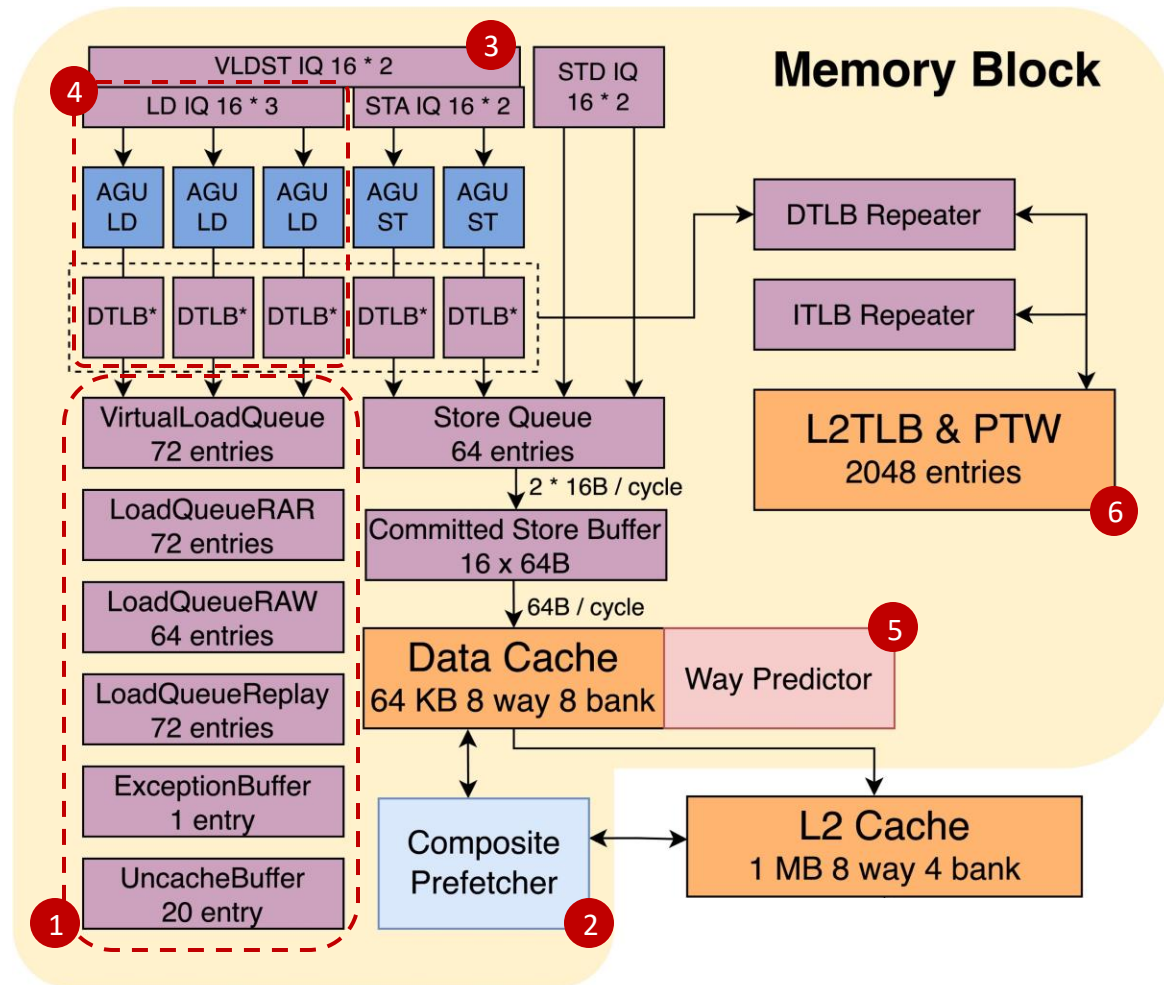 Memory Block
3
VLDST IQ 16 * 2
4
LD IQ 16 * 3
STA IQ 16 * 2
STD IQ
16 * 2
AGU
LD
AGU
LD
AGU
LD
AGU
ST
AGU
ST
DTLB*
DTLB*
DTLB*
DTLB*
DTLB*
DTLB Repeater
ITLB Repeater
L2TLB & PTW
2048 entries
6
VirtualLoadQueue
72 entries
LoadQueueRAR
72 entries
LoadQueueRAW
64 entries
LoadQueueReplay
72 entries
ExceptionBuffer
1 entry
UncacheBuffer
20 entry
1
Store Queue
64 entries
2 * 16B / cycle
Committed Store Buffer
16 x 64B
64B / cycle
Data Cache
64 KB 8 way 8 bank
Way Predictor
5
Composite
Prefetcher
2
L2 Cache
1 MB 8 way 4 bank